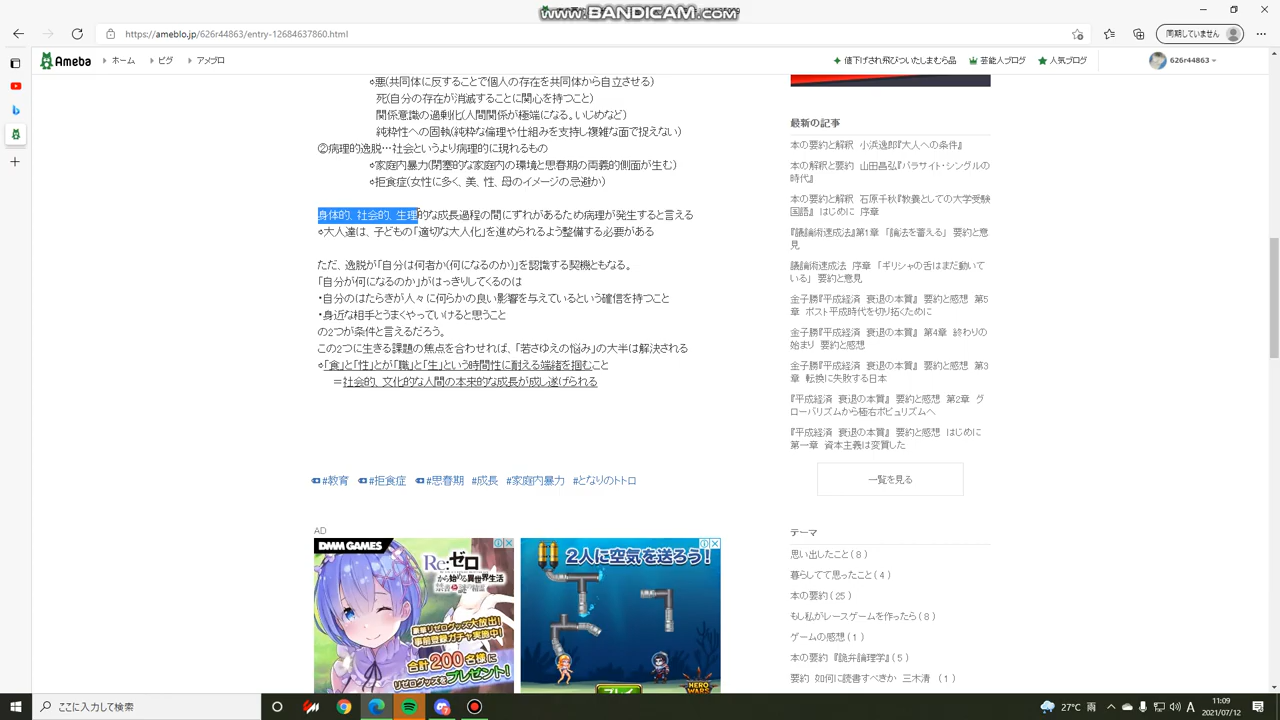 www.BANDICAM.com
https://ameblo.jp/626r44863/entry-12684637860.html
同期していません
Ameba
ホーム
ピグ
アメブロ
値下げされ飛びついたしまむら品
芸能人ブログ
人気ブログ
626r44863
⇨悪(共同体に反することで個人の存在を共同体から自立させる)
死(自分の存在が消滅することに関心を持つこと)
関係意識の過剰化(人間関係が極端になる。いじめなど)
純粋性への固執(純粋な倫理や仕組みを支持し複雑な面で捉えない)
②病理的逸脱…社会というより病理的に現れるもの
⇨家庭内暴力(閉塞的な家庭内の環境と思春期の両義的側面が生む)
⇨拒食症(女性に多く、美、性、母のイメージの忌避か)
身体的、社会的、生理的な成長過程の間にずれがあるため病理が発生すると言える
⇨大人達は、子どもの「適切な大人化」を進められるよう整備する必要がある
ただ、逸脱が「自分は何者か(何になるのか)」を認識する契機ともなる。
「自分が何になるのか」がはっきりしてくるのは
・自分のはたらきが人々に何らかの良い影響を与えているという確信を持つこと
・身近な相手とうまくやっていけると思うこと
の2つが条件と言えるだろう。
この2つに生きる課題の焦点を合わせれば、「若さゆえの悩み」の大半は解決される
⇨「食」と「性」とが「職」と「生」という時間性に耐える端緒を掴むこと
＝社会的、文化的な人間の本来的な成長が成し遂げられる
#教育 #拒食症 #思春期 #成長 #家庭内暴力 #となりのトトロ
AD
DMM GAMES
Re:ゼロ
から始める異世界生活
豪華リゼログッズ大放出!
事前登録ガチャ実施中!
合計200名様に
リゼログッズをプレゼント!
2人に空気を送ろう!
プレイ
HERO WARS
最新の記事
本の要約と解釈 小浜逸郎『大人への条件』
本の解釈と要約 山田昌弘『パラサイト・シングルの
時代』
本の要約と解釈 石原千秋『教養としての大学受験
国語』 はじめに 序章
『議論術速成法』第1章 「論法を蓄える」 要約と意
見
議論術速成法 序章 「ギリシャの舌はまだ動いて
いる」 要約と意見
金子勝『平成経済 衰退の本質』 要約と感想 第5
章 ポスト平成時代を切り拓くために
金子勝『平成経済 衰退の本質』 第4章 終わりの
始まり 要約と感想
金子勝『平成経済 衰退の本質』 要約と感想 第3
章 転換に失敗する日本
『平成経済 衰退の本質』 要約と感想 第2章 グ
ローバリズムから極右ポピュリズムへ
『平成経済 衰退の本質』 要約と感想 はじめに
第一章 資本主義は変質した
一覧を見る
テーマ
思い出したこと ( 8 )
暮らしてて思ったこと ( 4 )
本の要約 ( 25 )
もし私がレースゲームを作ったら ( 8 )
ゲームの感想 ( 1 )
本の要約 『詭弁論理学』 ( 5 )
要約 如何に読書すべきか 三木清 ( 1 )
ここに入力して検索
27°C 雨
A
11:09
2021/07/12